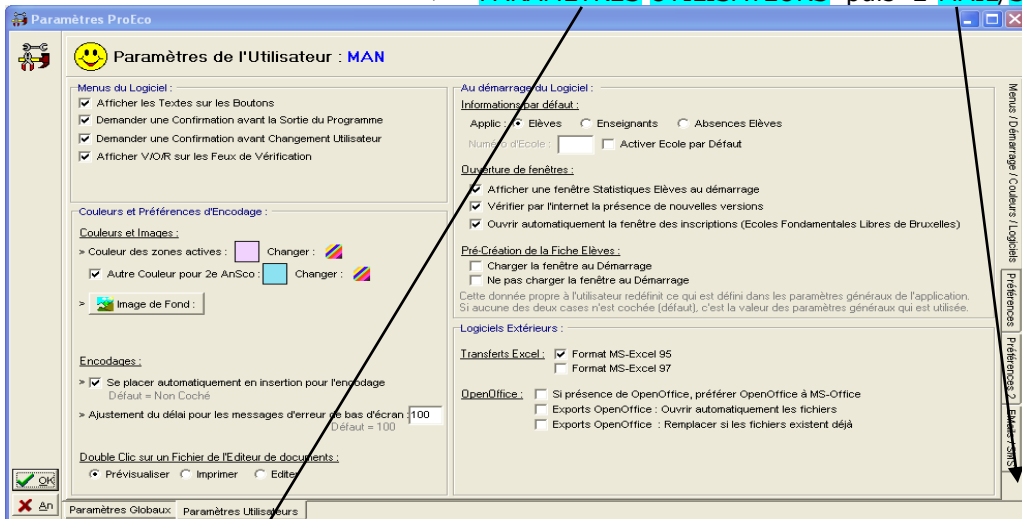 PARAMETRES UTILISATEURS puis 2 MAIL/S
Paramètres ProEco
Paramètres de l'Utilisateur : MAN
Menus du Logiciel :
Afficher les Textes sur les Boutons
Demander une Confirmation avant la Sortie du Programme
Demander une Confirmation avant Changement Utilisateur
Afficher V/O/R sur les Feux de Vérification
Couleurs et Préférences d'Encodage :
Couleurs et Images :
> Couleur des zones actives : Changer :
Autre Couleur pour 2e AnSco : Changer :
> Image de Fond :
Encodages :
> Se placer automatiquement en insertion pour l'encodage
Défaut = Non Coché
> Ajustement du délai pour les messages d'erreur de bas d'écran : 100
Défaut = 100
Double Clic sur un Fichier de l'Editeur de documents :
Prévisualiser Imprimer Editer
Au démarrage du Logiciel :
Informations par défaut :
Applic : Elèves Enseignants Absences Elèves
Numéro d'Ecole : Activer Ecole par Défaut
Ouverture de fenêtres :
Afficher une fenêtre Statistiques Elèves au démarrage
Vérifier par l'internet la présence de nouvelles versions
Ouvrir automatiquement la fenêtre des inscriptions (Ecoles Fondamentales Libres de Bruxelles)
Pré-Création de la Fiche Elèves :
Charger la fenêtre au Démarrage
Ne pas charger la fenêtre au Démarrage
Cette donnée propre à l'utilisateur redéfinit ce qui est défini dans les paramètres généraux de l'application.
Si aucune des deux cases n'est cochée (défaut), c'est la valeur des paramètres généraux qui est utilisée.
Logiciels Extérieurs :
Transferts Excel : Format MS-Excel 95
Format MS-Excel 97
OpenOffice : Si présence de OpenOffice, préférer OpenOffice à MS-Office
Exports OpenOffice : Ouvrir automatiquement les fichiers
Exports OpenOffice : Remplacer si les fichiers existent déjà
Menus / Démarrage / Couleurs / Logiciels
Préférences
Préférences 2
EMails / SMS
OK
An
Paramètres Globaux Paramètres Utilisateurs